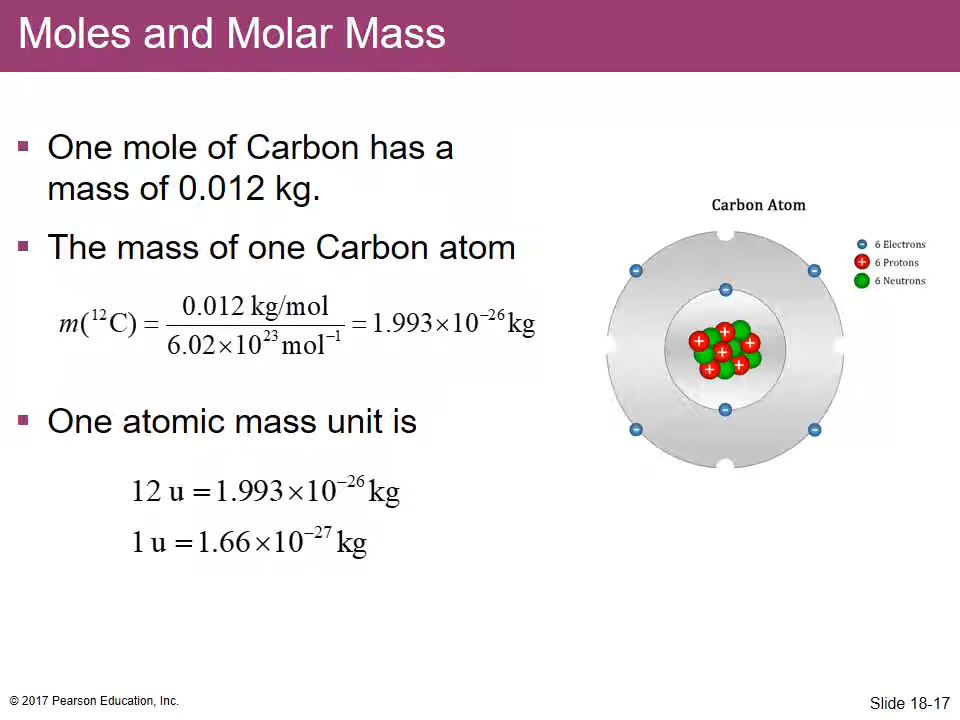 Moles and Molar Mass
▪ One mole of Carbon has a
mass of 0.012 kg.
▪ The mass of one Carbon atom
m(¹²C) = 0.012 kg/mol / 6.02×10²³ mol⁻¹ = 1.993×10⁻²⁶ kg
▪ One atomic mass unit is
12 u = 1.993×10⁻²⁶ kg
1 u = 1.66×10⁻²⁷ kg
Carbon Atom
6 Electrons
6 Protons
6 Neutrons
© 2017 Pearson Education, Inc.
Slide 18-17